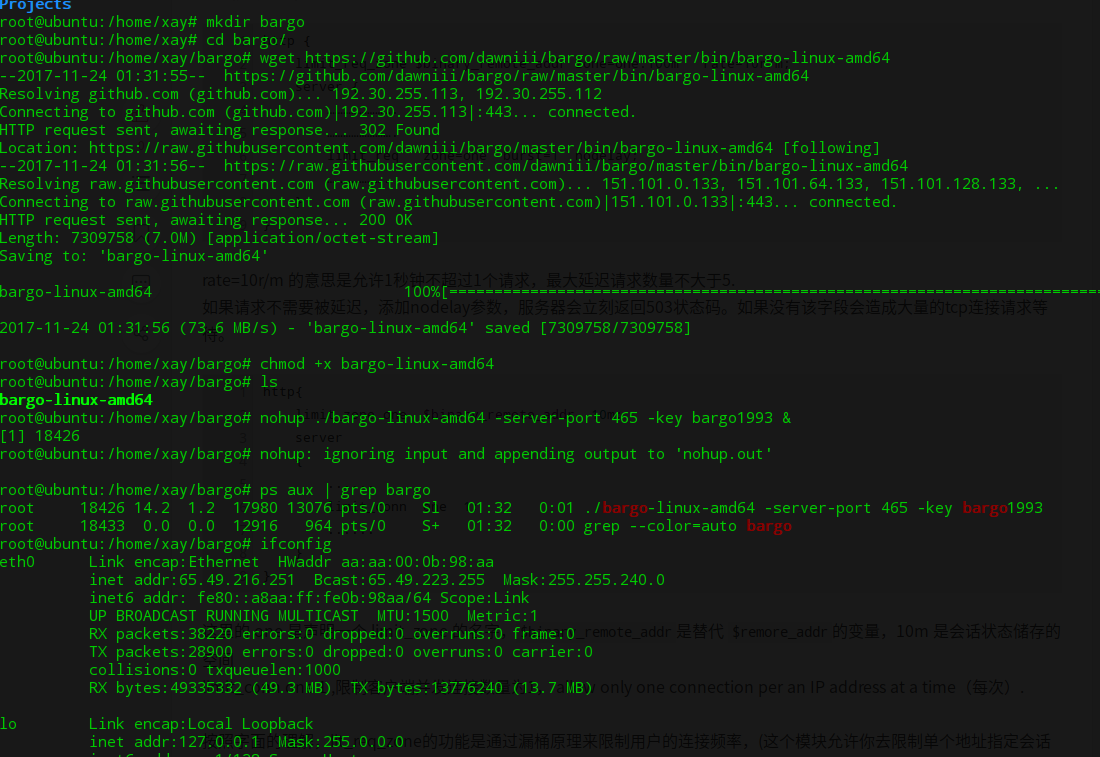 Projects
root@ubuntu:/home/xay# mkdir bargo
root@ubuntu:/home/xay# cd bargo/
root@ubuntu:/home/xay/bargo# wget https://github.com/dawniii/bargo/raw/master/bin/bargo-linux-amd64
--2017-11-24 01:31:55--  https://github.com/dawniii/bargo/raw/master/bin/bargo-linux-amd64
Resolving github.com (github.com)... 192.30.255.113, 192.30.255.112
Connecting to github.com (github.com)|192.30.255.113|:443... connected.
HTTP request sent, awaiting response... 302 Found
Location: https://raw.githubusercontent.com/dawniii/bargo/master/bin/bargo-linux-amd64 [following]
--2017-11-24 01:31:56--  https://raw.githubusercontent.com/dawniii/bargo/master/bin/bargo-linux-amd64
Resolving raw.githubusercontent.com (raw.githubusercontent.com)... 151.101.0.133, 151.101.64.133, 151.101.128.133, ...
Connecting to raw.githubusercontent.com (raw.githubusercontent.com)|151.101.0.133|:443... connected.
HTTP request sent, awaiting response... 200 OK
Length: 7309758 (7.0M) [application/octet-stream]
Saving to: 'bargo-linux-amd64'
rate=10r/m 的意思是允许1秒钟不超过1个请求，最大延迟请求数量不大于5.
bargo-linux-amd64 100%[========================================================================
如果请求不需要被延迟，添加nodelay参数，服务器会立刻返回503状态码。如果没有该字段会造成大量的tcp连接请求等
2017-11-24 01:31:56 (73.6 MB/s) - 'bargo-linux-amd64' saved [7309758/7309758]
待。
root@ubuntu:/home/xay/bargo# chmod +x bargo-linux-amd64
root@ubuntu:/home/xay/bargo# ls
http{
bargo-linux-amd64
root@ubuntu:/home/xay/bargo# nohup ./bargo-linux-amd64 -server-port 465 -key bargo1993 &
[1] 18426
server
root@ubuntu:/home/xay/bargo# nohup: ignoring input and appending output to 'nohup.out'
root@ubuntu:/home/xay/bargo# ps aux | grep bargo
root     18426 14.2  1.2  17980 13076 pts/0    Sl   01:32   0:01 ./bargo-linux-amd64 -server-port 465 -key bargo1993
root     18433  0.0  0.0  12916   964 pts/0    S+   01:32   0:00 grep --color=auto bargo
root@ubuntu:/home/xay/bargo# ifconfig
eth0      Link encap:Ethernet  HWaddr aa:aa:00:0b:98:aa
inet addr:65.49.216.251  Bcast:65.49.223.255  Mask:255.255.240.0
inet6 addr: fe80::a8aa:ff:fe0b:98aa/64 Scope:Link
UP BROADCAST RUNNING MULTICAST  MTU:1500  Metric:1
RX packets:38220 errors:0 dropped:0 overruns:0 frame:0
_remote_addr 是替代 $remore_addr 的变量，10m 是会话状态储存的
TX packets:28900 errors:0 dropped:0 overruns:0 carrier:0
空间
collisions:0 txqueuelen:1000
RX bytes:49335332 (49.3 MB)  TX bytes:13776240 (13.7 MB)
only one connection per an IP address at a time（每次）.
lo        Link encap:Local Loopback
inet addr:127.0.0.1  Mask:255.0.0.0
的功能是通过漏桶原理来限制用户的连接频率，(这个模块允许你去限制单个地址指定会话